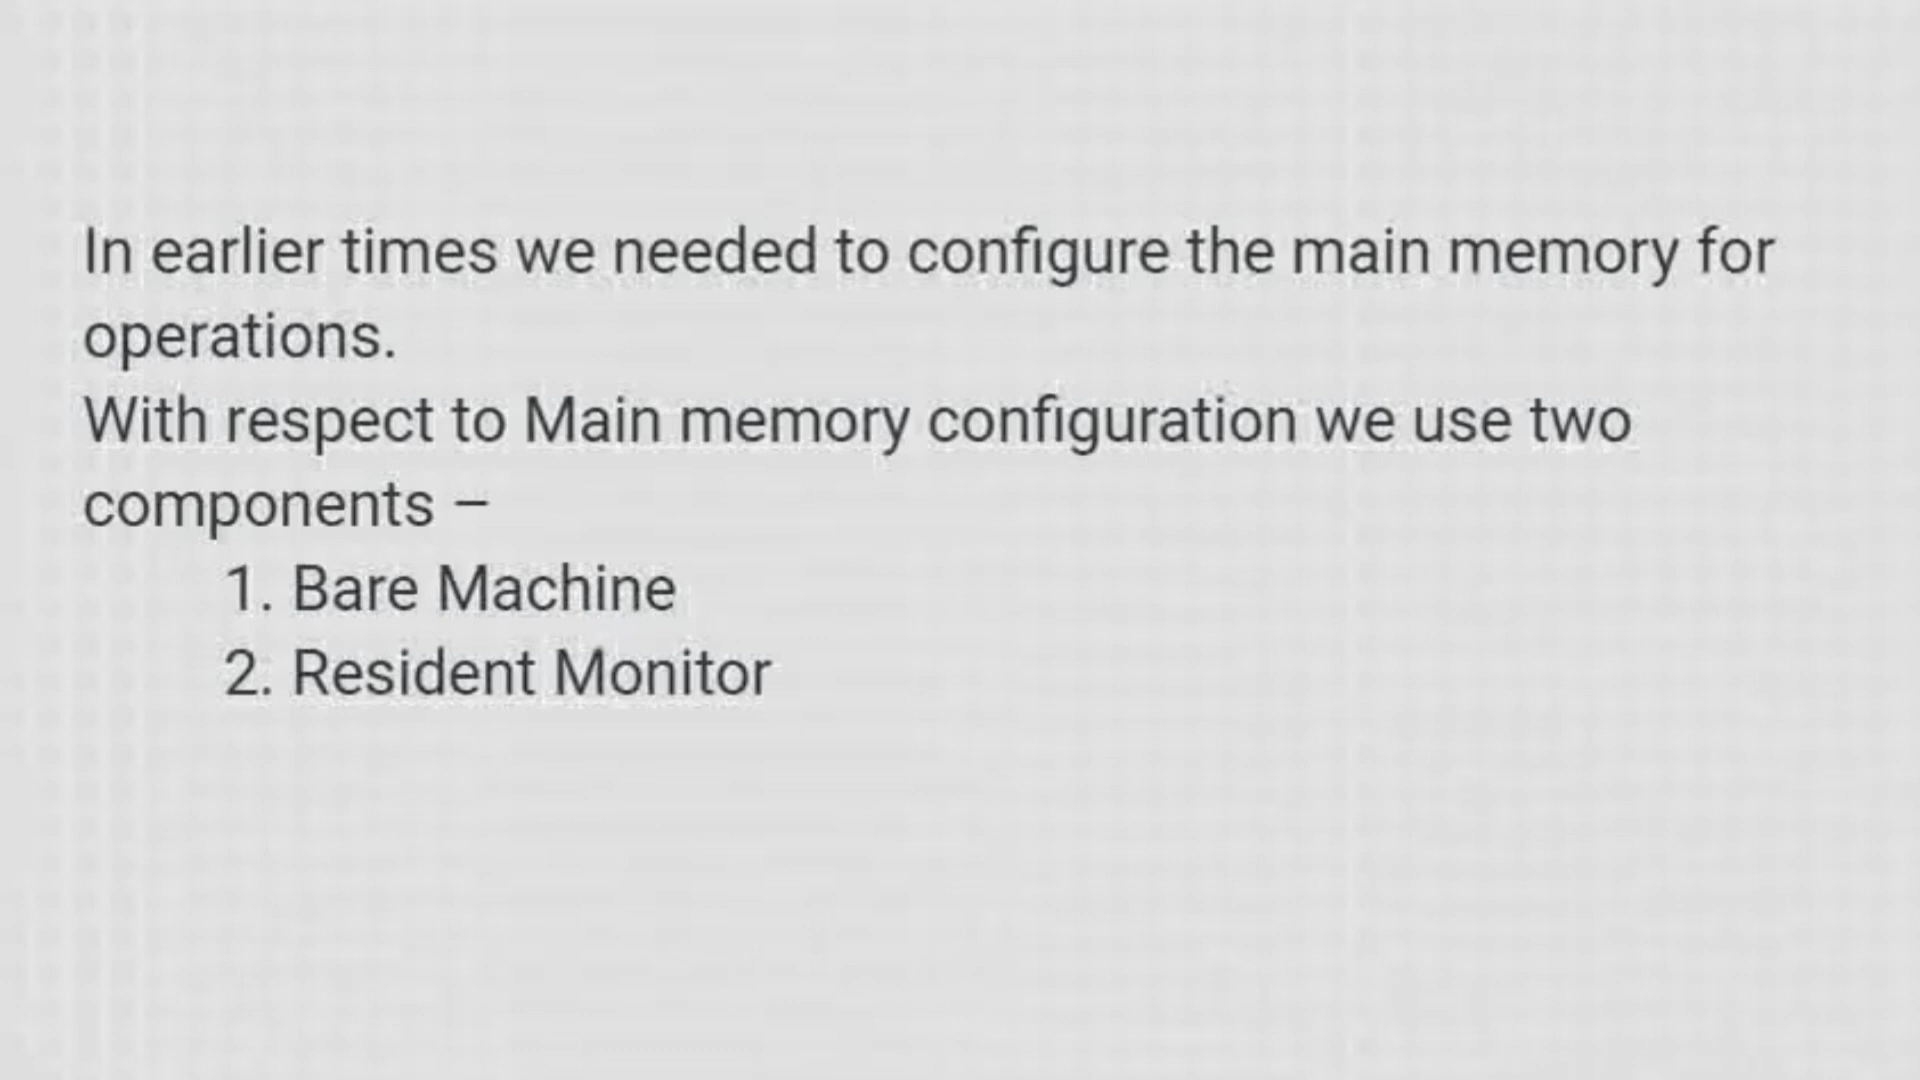 In earlier times we needed to configure the main memory for
operations.
With respect to Main memory configuration we use two
components –
1. Bare Machine
2. Resident Monitor